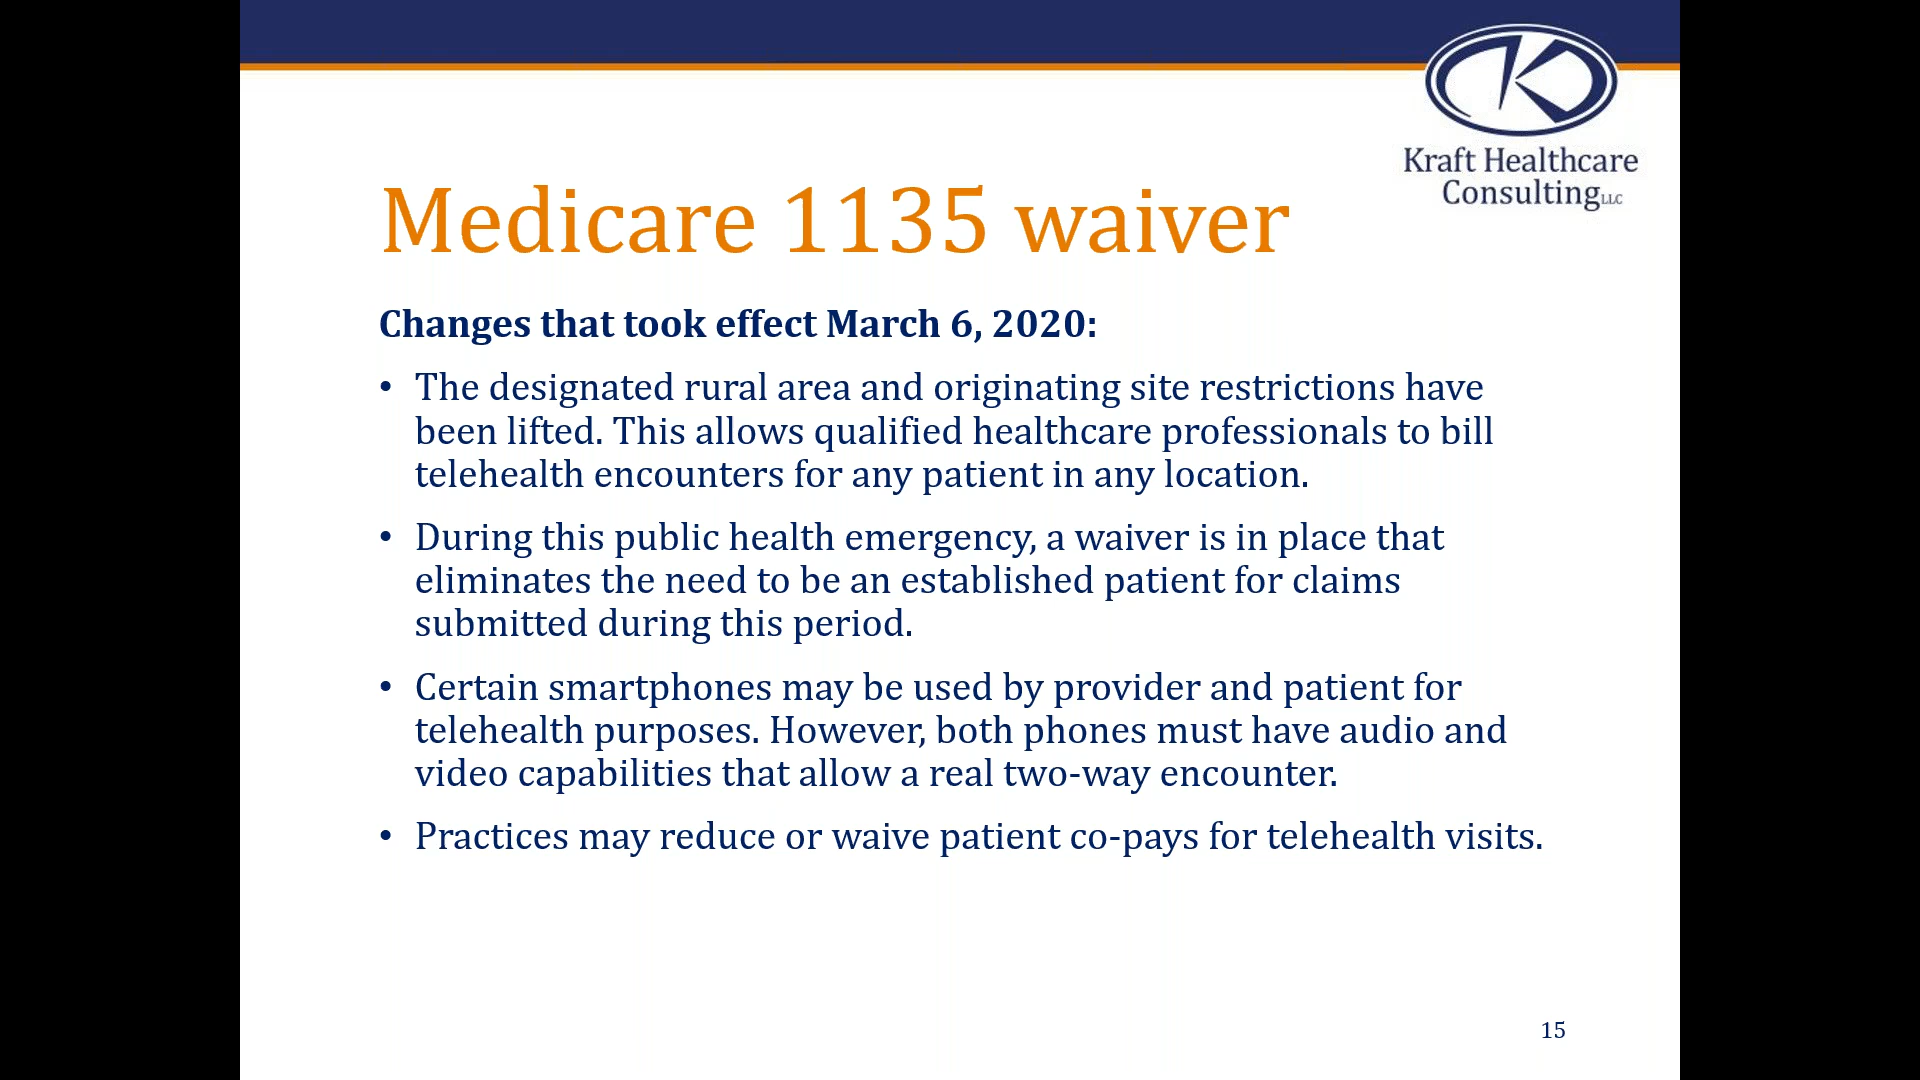 Kraft Healthcare
Consulting LLC
Medicare 1135 waiver
Changes that took effect March 6, 2020:
• The designated rural area and originating site restrictions have
been lifted. This allows qualified healthcare professionals to bill
telehealth encounters for any patient in any location.
• During this public health emergency, a waiver is in place that
eliminates the need to be an established patient for claims
submitted during this period.
• Certain smartphones may be used by provider and patient for
telehealth purposes. However, both phones must have audio and
video capabilities that allow a real two-way encounter.
• Practices may reduce or waive patient co-pays for telehealth visits.
15